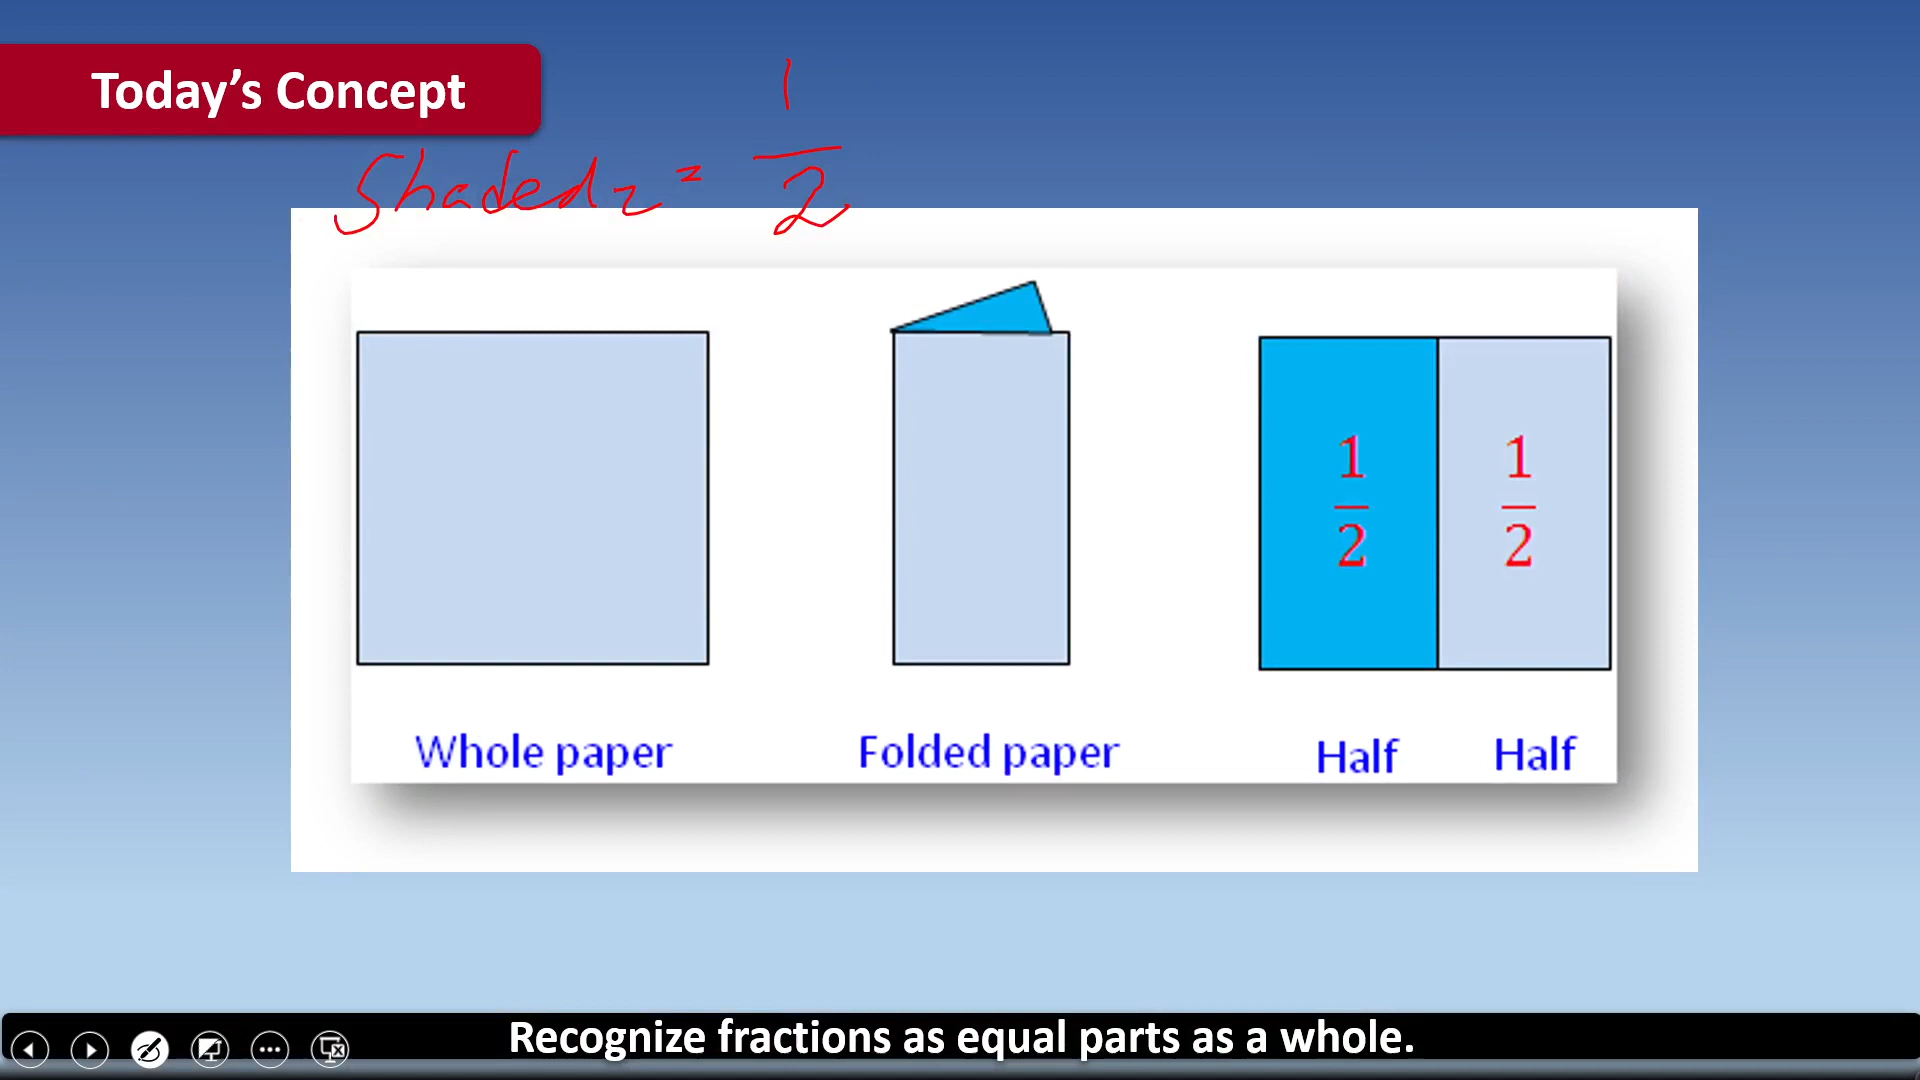 Today's Concept
Shaded = 1/2
1/2 1/2
Whole paper Folded paper Half Half
Recognize fractions as equal parts as a whole.